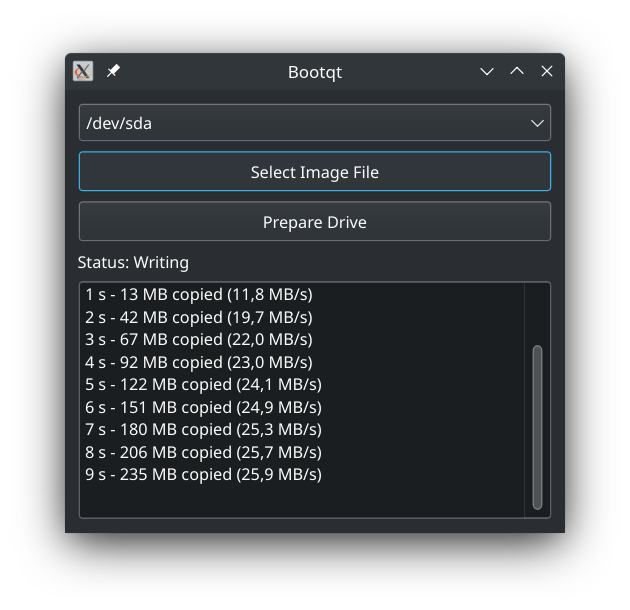 Bootqt
/dev/sda
Select Image File
Prepare Drive
Status: Writing
1 s - 13 MB copied (11,8 MB/s)
2 s - 42 MB copied (19,7 MB/s)
3 s - 67 MB copied (22,0 MB/s)
4 s - 92 MB copied (23,0 MB/s)
5 s - 122 MB copied (24,1 MB/s)
6 s - 151 MB copied (24,9 MB/s)
7 s - 180 MB copied (25,3 MB/s)
8 s - 206 MB copied (25,7 MB/s)
9 s - 235 MB copied (25,9 MB/s)